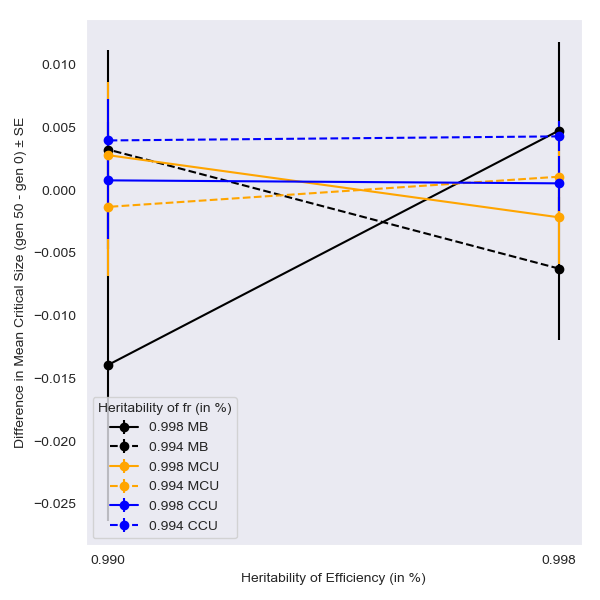 Difference in Mean Critical Size (gen 50 - gen 0) ± SE
0.010
0.005
0.000
−0.005
−0.010
−0.015
−0.020
−0.025
Heritability of fr (in %)
0.998 MB
0.994 MB
0.998 MCU
0.994 MCU
0.998 CCU
0.994 CCU
0.990
0.998
Heritability of Efficiency (in %)